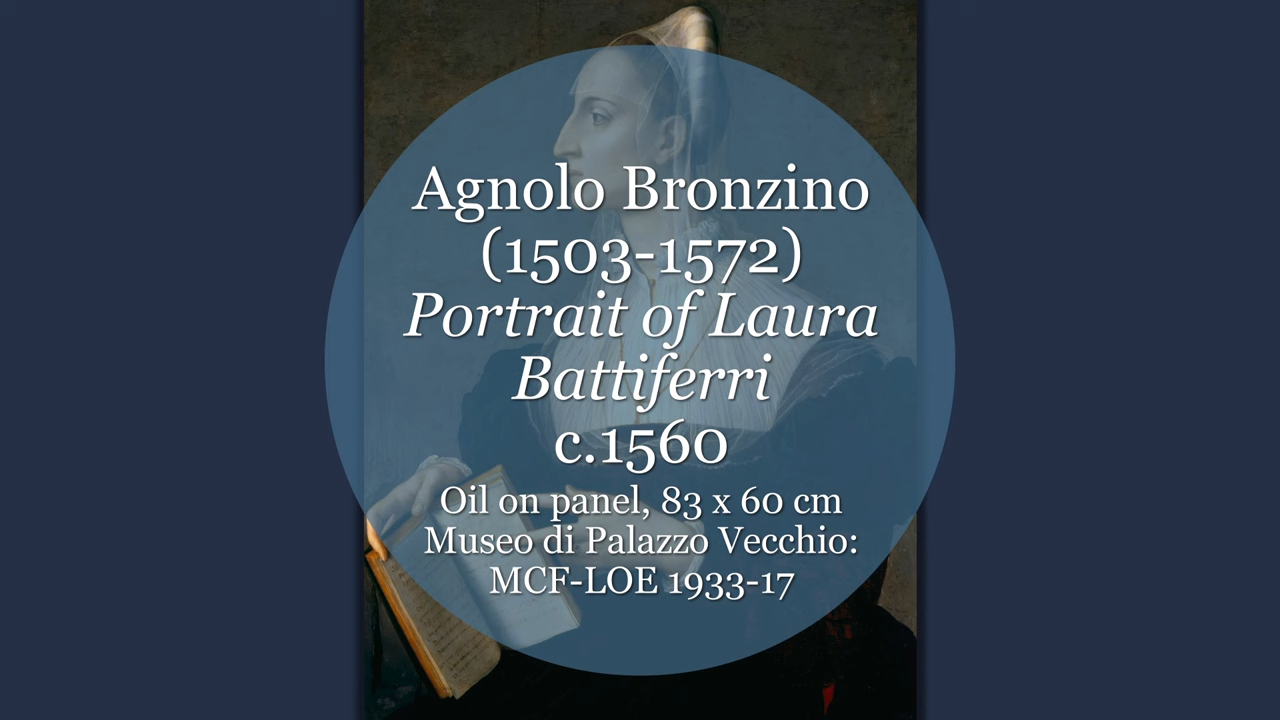 Agnolo Bronzino
(1503-1572)
Portrait of Laura
Battiferri
c.1560
Oil on panel, 83 x 60 cm
Museo di Palazzo Vecchio:
MCF-LOE 1933-17